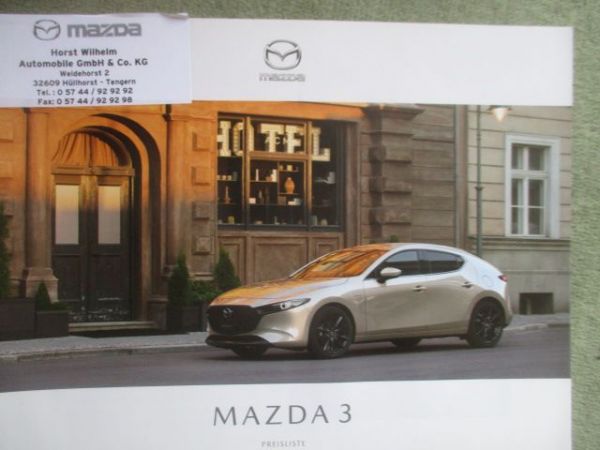 mazda
Horst Wilhelm
Automobile GmbH & Co. KG
Weidehorst 2
32609 Hüllhorst - Tengern
Tel.: 0 57 44 / 92 92 92
Fax: 0 57 44 / 92 92 98
mazda
HOTEL
MAZDA 3
PREISLISTE